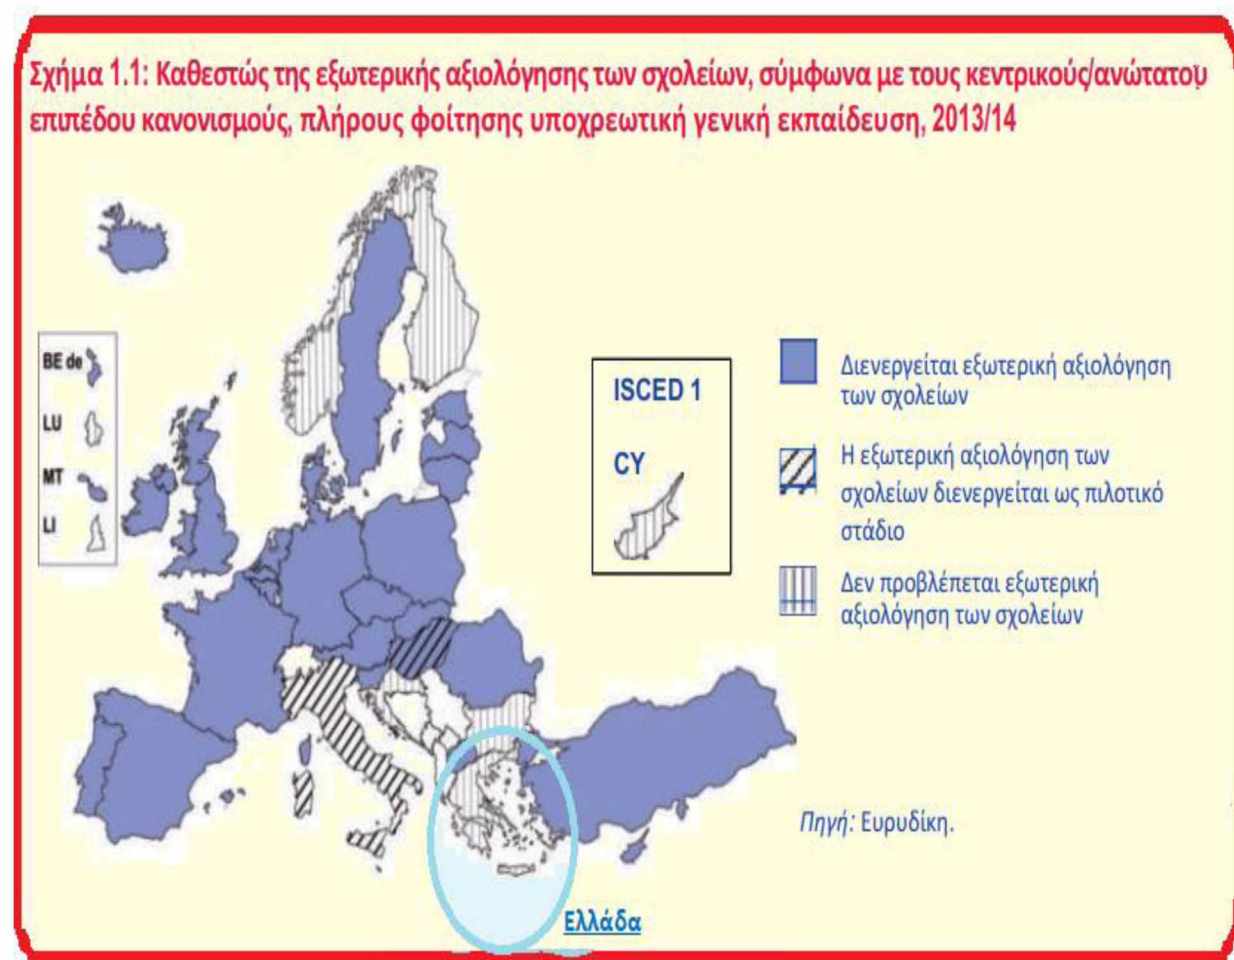 Σχήμα 1.1: Καθεστώς της εξωτερικής αξιολόγησης των σχολείων, σύμφωνα με τους κεντρικούς/ανώτατου
επιπέδου κανονισμούς, πλήρους φοίτησης υποχρεωτική γενική εκπαίδευση, 2013/14
BE de
LU
MT
LI
ISCED 1
CY
Διενεργείται εξωτερική αξιολόγηση
των σχολείων
Η εξωτερική αξιολόγηση των
σχολείων διενεργείται ως πιλοτικό
στάδιο
Δεν προβλέπεται εξωτερική
αξιολόγηση των σχολείων
Πηγή: Ευρυδίκη.
Ελλάδα